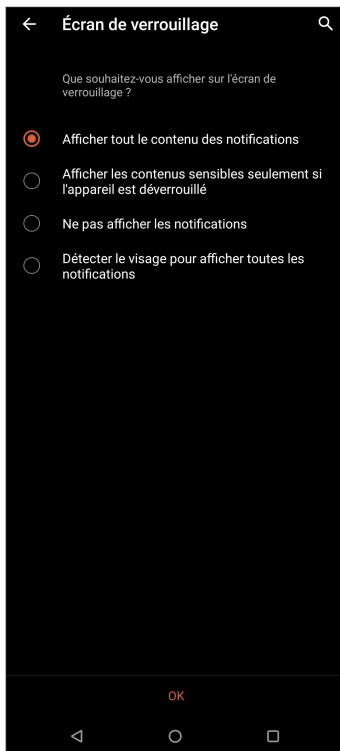 Écran de verrouillage
Que souhaitez-vous afficher sur l'écran de
verrouillage ?
Afficher tout le contenu des notifications
Afficher les contenus sensibles seulement si
l'appareil est déverrouillé
Ne pas afficher les notifications
Détecter le visage pour afficher toutes les
notifications
OK